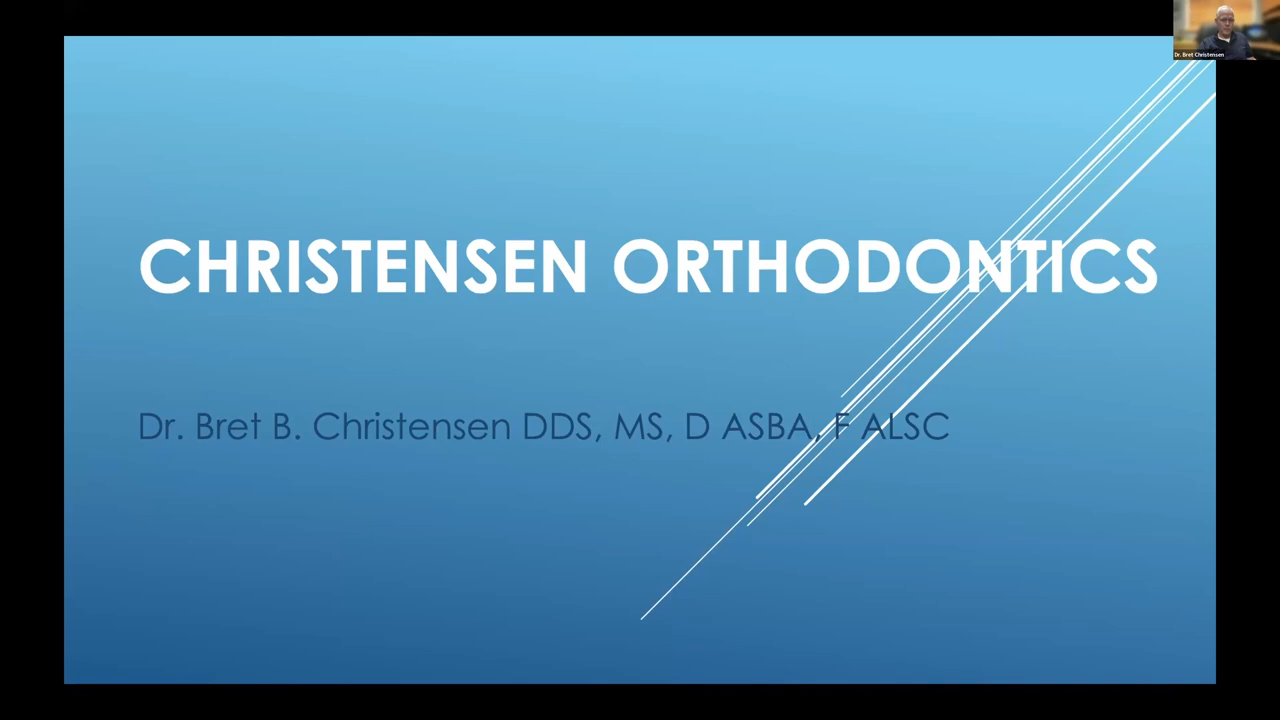 Dr. Bret Christensen
CHRISTENSEN ORTHODONTICS
Dr. Bret B. Christensen DDS, MS, D ASBA, F ALSC